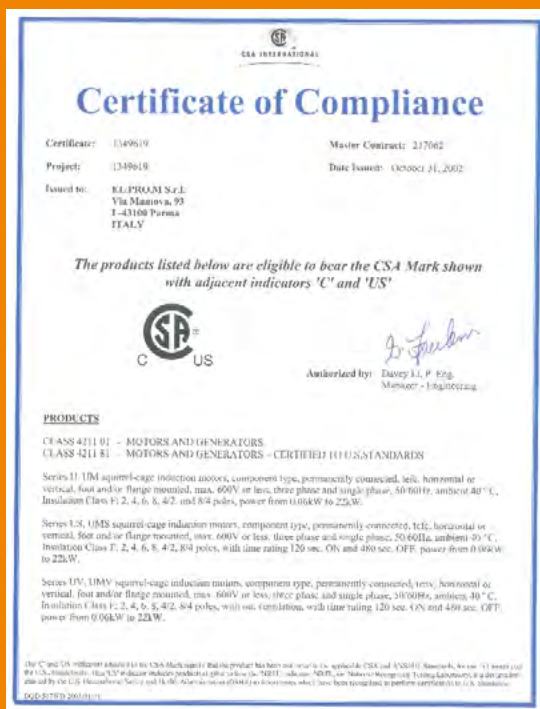 CSA INTERNATIONAL
Certificate of Compliance
Certificate: 1349619 Master Contract: 217062
Project: 1349619 Date Issued: October 31, 2002
Issued to: EL.PROM S.r.l.
Via Mantova, 93
I-43100 Parma
ITALY
The products listed below are eligible to bear the CSA Mark shown
with adjacent indicators 'C' and 'US'
C US
Authorized by: Davey Li, P. Eng.
Manager - Engineering
PRODUCTS
CLASS 4211 01 - MOTORS AND GENERATORS
CLASS 4211 81 - MOTORS AND GENERATORS - CERTIFIED TO U.S. STANDARDS
squirrel-cage induction motors, component type, permanently connected, tefc, horizontal or
vertical, foot and/or flange mounted, max. 600V or less, three phase and single phase, 50/60Hz, ambient 40 °C,
Insulation Class F; 2, 4, 6, 8, 4/2, and 8/4 poles, power from 0.06kW to 22kW.
Series US, UMS squirrel-cage induction motors, component type, permanently connected, tefc, horizontal or
vertical, foot and/or flange mounted, max. 600V or less, three phase and single phase, 50/60Hz, ambient 40 °C,
Insulation Class F; 2, 4, 6, 8, 4/2, 8/4 poles, with time rating 120 sec. ON and 480 sec. OFF, power from 0.06kW
to 22kW.
Series UV, UMV squirrel-cage induction motors, component type, permanently connected, horizontal or
vertical, foot and/or flange mounted, max. 600V or less, three phase and single phase, 50/60Hz, ambient 40 °C,
Insulation Class F; 2, 4, 6, 8, 4/2, 8/4 poles, with out ventilation, with time rating 120 sec. ON and 480 sec. OFF,
power from 0.06kW to 22kW.